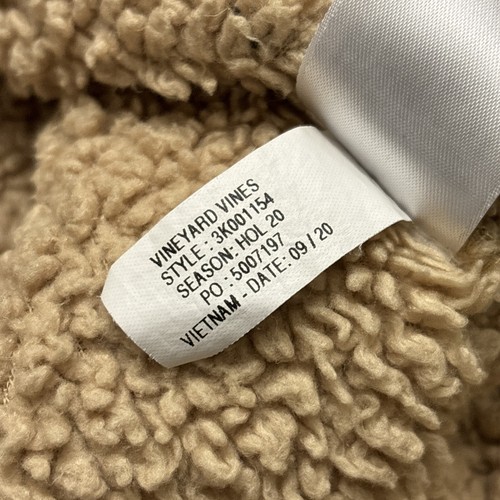 VINEYARD VINES
STYLE : 3K001154
SEASON: HOL 20
PO : 5007197
VIETNAM - DATE: 09 / 20